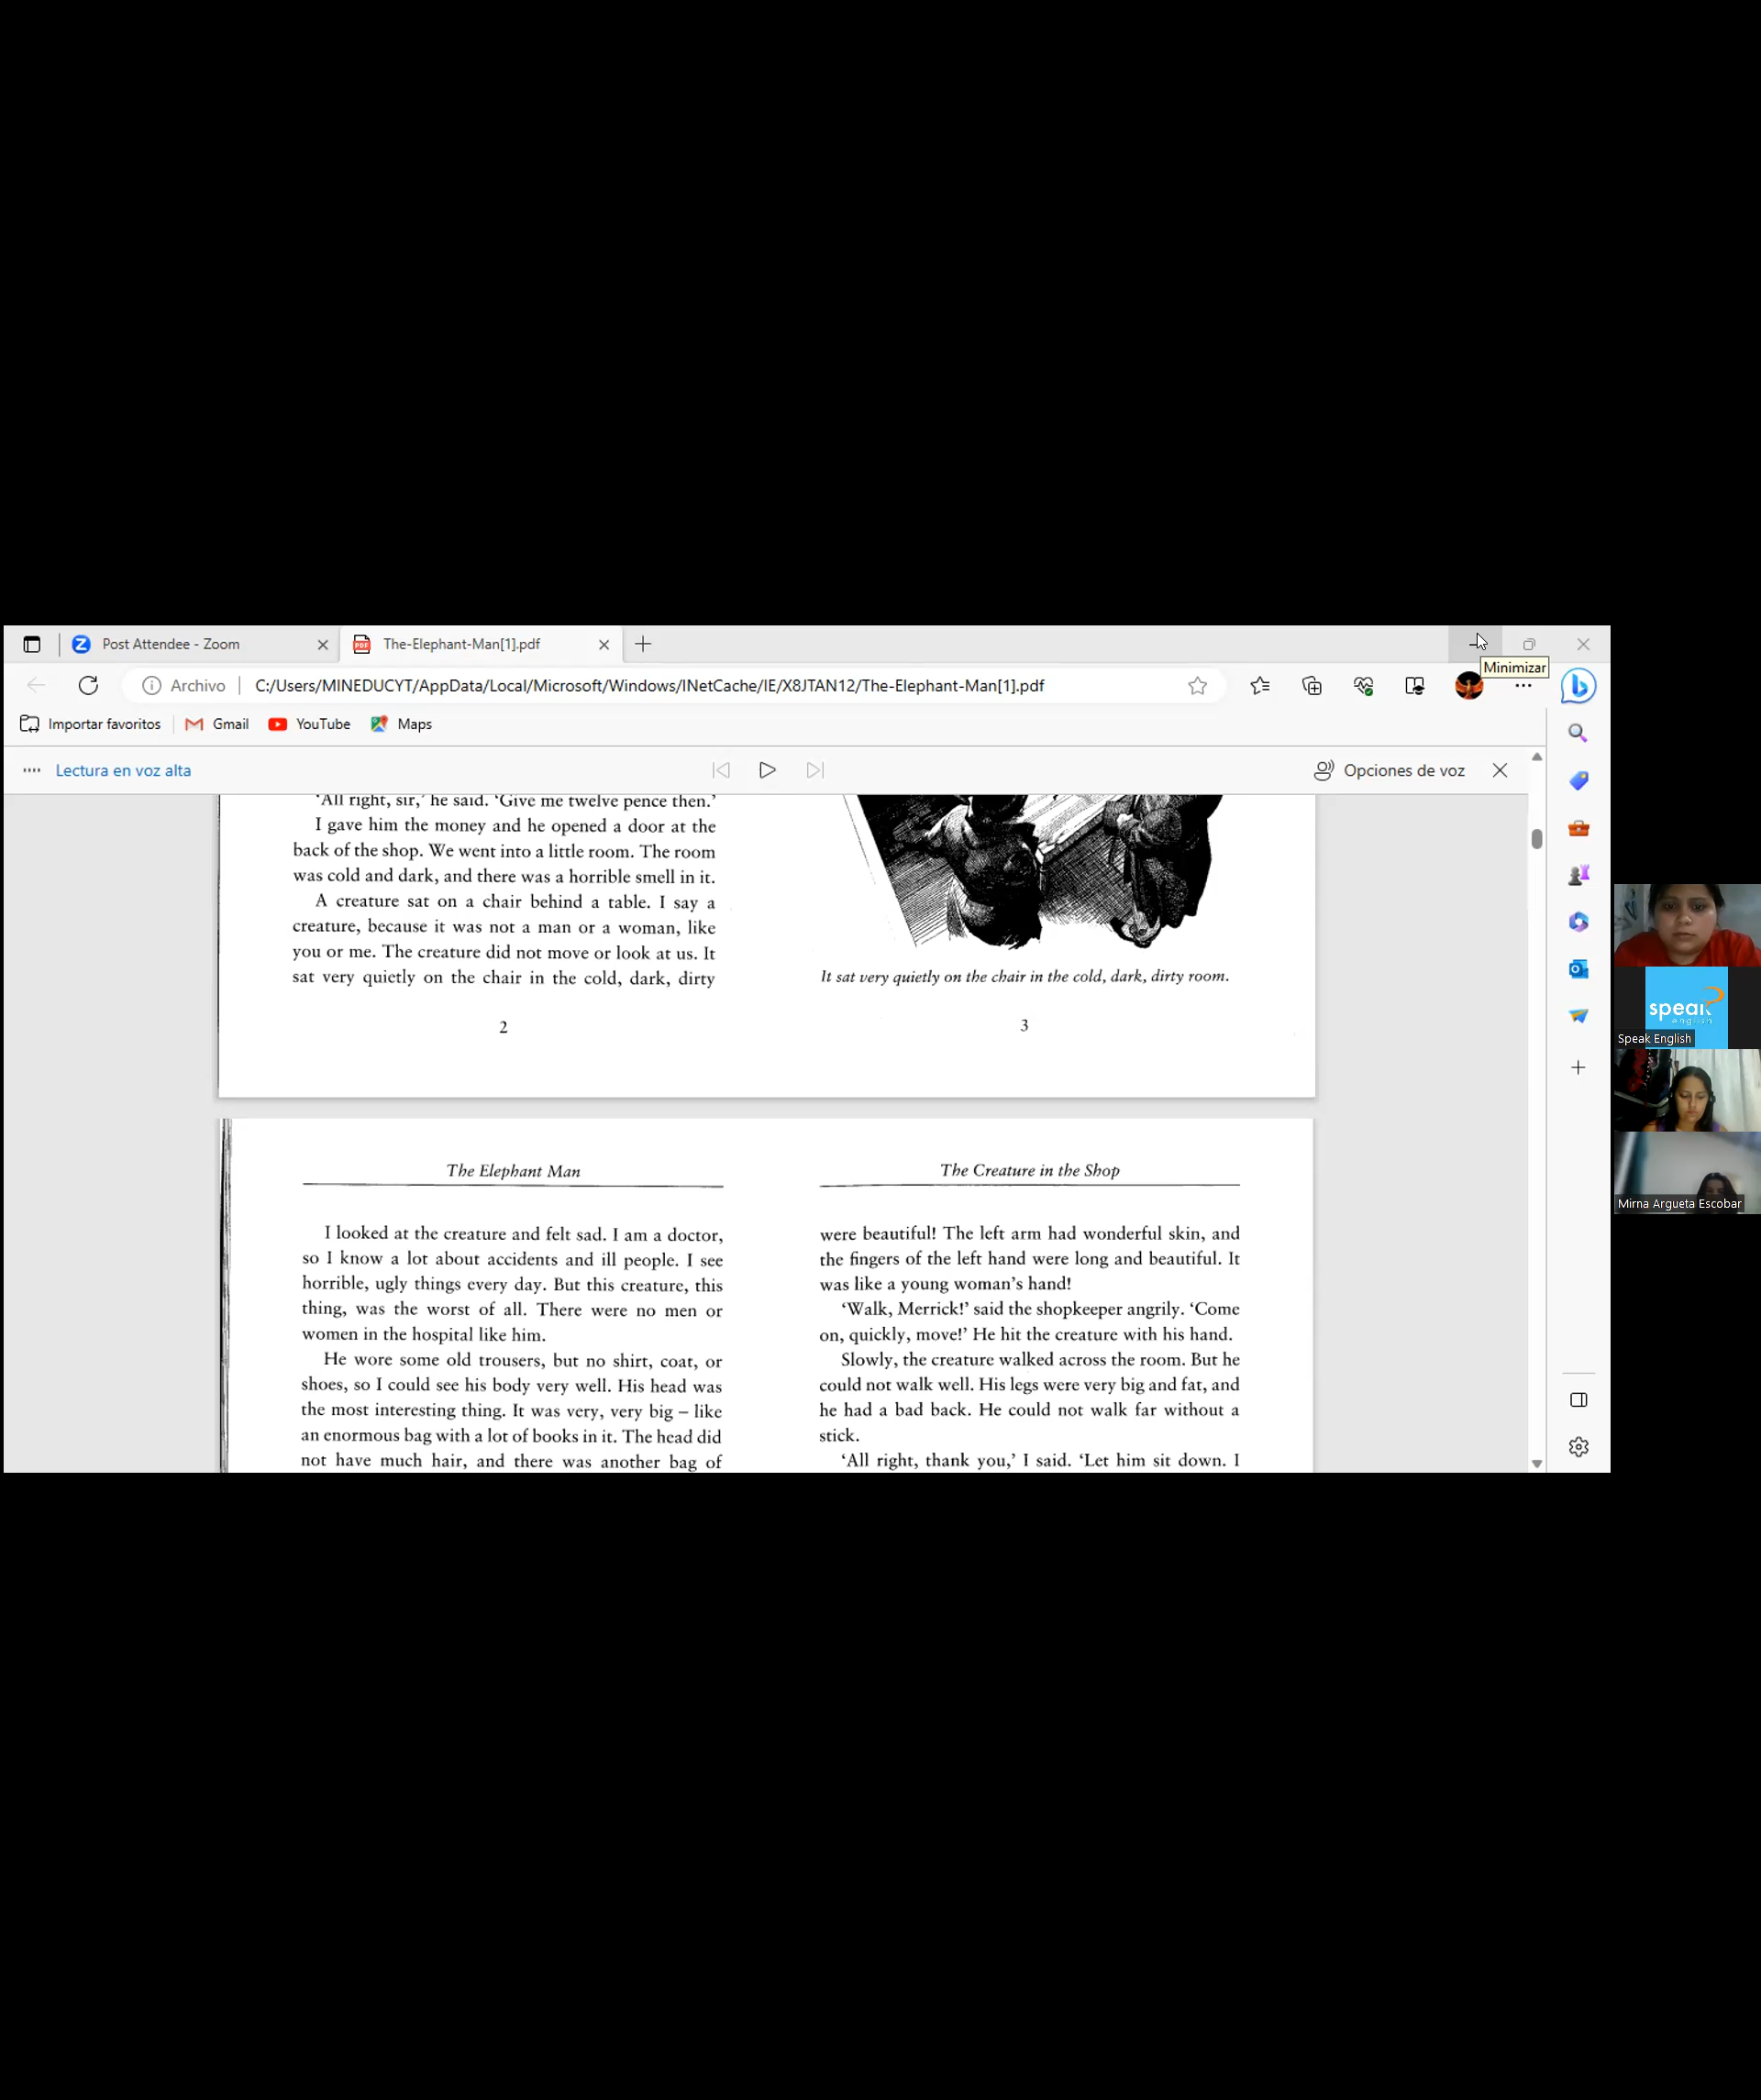 Post Attendee - Zoom
The-Elephant-Man[1].pdf
Minimizar
Archivo
C:/Users/MINEDUCYT/AppData/Local/Microsoft/Windows/INetCache/IE/X8JTAN12/The-Elephant-Man[1].pdf
Importar favoritos
Gmail
YouTube
Maps
Lectura en voz alta
Opciones de voz
'All right, sir,' he said. 'Give me twelve pence then.'
I gave him the money and he opened a door at the
back of the shop. We went into a little room. The room
was cold and dark, and there was a horrible smell in it.
A creature sat on a chair behind a table. I say a
creature, because it was not a man or a woman, like
you or me. The creature did not move or look at us. It
sat very quietly on the chair in the cold, dark, dirty
2
It sat very quietly on the chair in the cold, dark, dirty room.
3
The Elephant Man
I looked at the creature and felt sad. I am a doctor,
so I know a lot about accidents and ill people. I see
horrible, ugly things every day. But this creature, this
thing, was the worst of all. There were no men or
women in the hospital like him.
He wore some old trousers, but no shirt, coat, or
shoes, so I could see his body very well. His head was
the most interesting thing. It was very, very big – like
an enormous bag with a lot of books in it. The head did
not have much hair, and there was another bag of
The Creature in the Shop
were beautiful! The left arm had wonderful skin, and
the fingers of the left hand were long and beautiful. It
was like a young woman's hand!
'Walk, Merrick!' said the shopkeeper angrily. 'Come
on, quickly, move!' He hit the creature with his hand.
Slowly, the creature walked across the room. But he
could not walk well. His legs were very big and fat, and
he had a bad back. He could not walk far without a
stick.
'All right, thank you,' I said. 'Let him sit down. I
speak
english
Speak English
Mirna Argueta Escobar